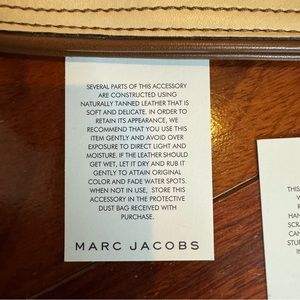 SEVERAL PARTS OF THIS ACCESSORY
ARE CONSTRUCTED USING
NATURALLY TANNED LEATHER THAT IS
SOFT AND DELICATE. IN ORDER TO
RETAIN ITS APPEARANCE, WE
RECOMMEND THAT YOU USE THIS
ITEM GENTLY AND AVOID OVER
EXPOSURE TO DIRECT LIGHT AND
MOISTURE. IF THE LEATHER SHOULD
GET WET, LET IT DRY AND RUB IT
GENTLY TO ATTAIN ORIGINAL
COLOR AND FADE WATER SPOTS.
WHEN NOT IN USE, STORE THIS
ACCESSORY IN THE PROTECTIVE
DUST BAG RECEIVED WITH
PURCHASE.
MARC JACOBS
THIS